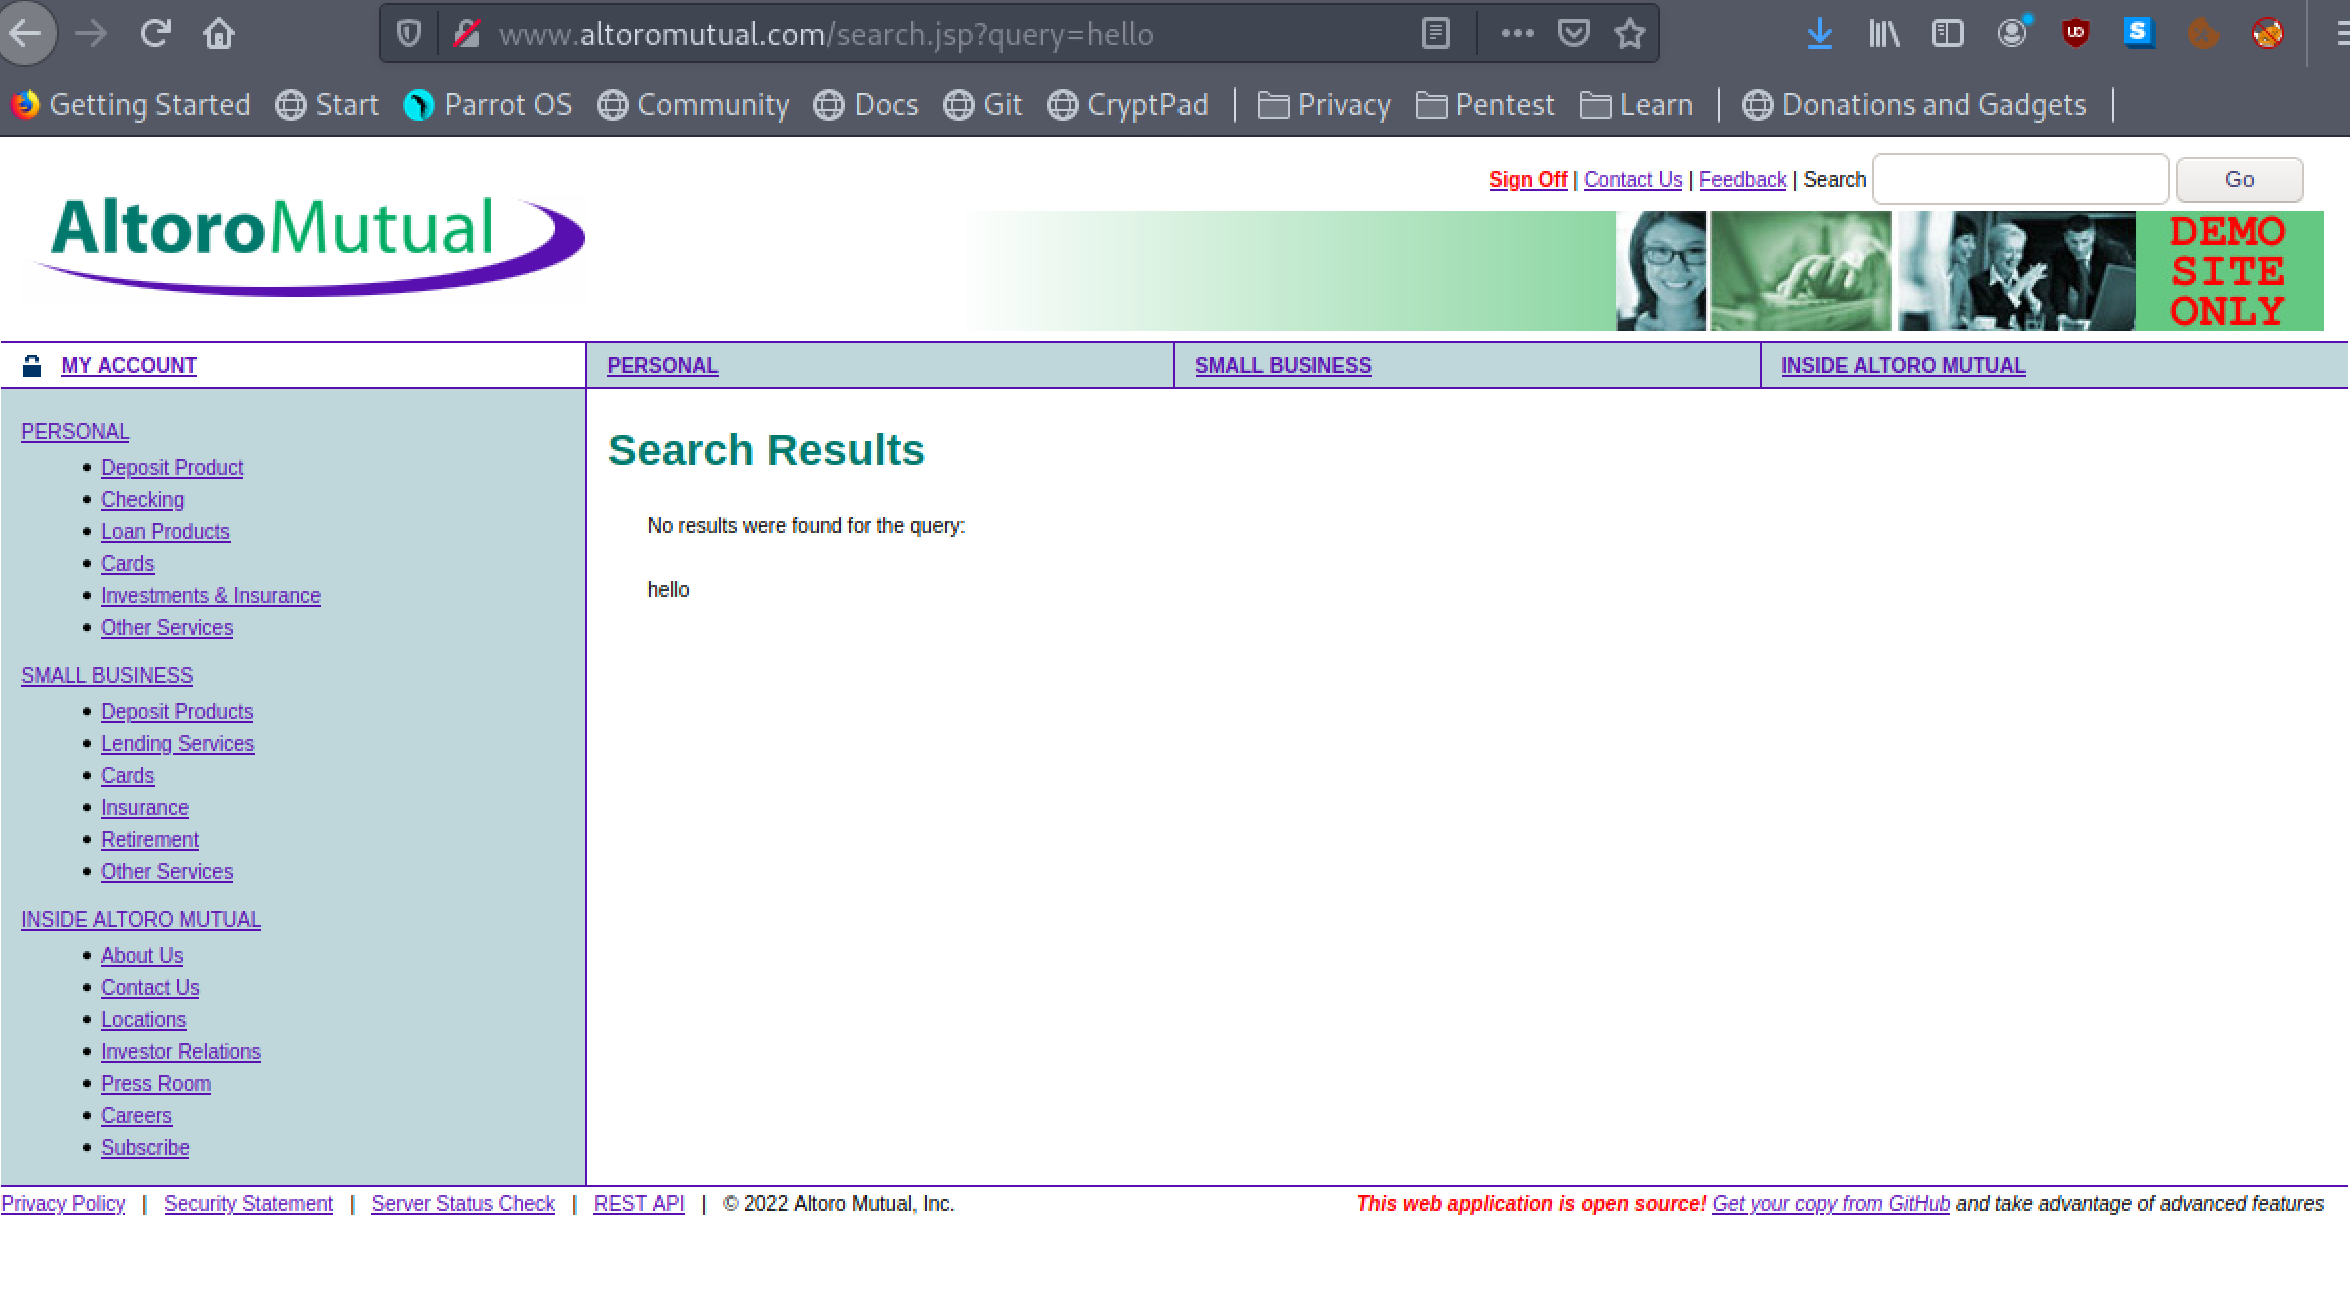 www.altoromutual.com/search.jsp?query=hello
Getting Started Start Parrot OS Community Docs Git CryptPad Privacy Pentest Learn Donations and Gadgets
Sign Off | Contact Us | Feedback | Search Go
AltoroMutual
DEMO
SITE
ONLY
MY ACCOUNT PERSONAL SMALL BUSINESS INSIDE ALTORO MUTUAL
PERSONAL
Deposit Product
Checking
Loan Products
Cards
Investments & Insurance
Other Services
SMALL BUSINESS
Deposit Products
Lending Services
Cards
Insurance
Retirement
Other Services
INSIDE ALTORO MUTUAL
About Us
Contact Us
Locations
Investor Relations
Press Room
Careers
Subscribe
Search Results
No results were found for the query:
hello
Privacy Policy | Security Statement | Server Status Check | REST API | © 2022 Altoro Mutual, Inc.
This web application is open source! Get your copy from GitHub and take advantage of advanced features